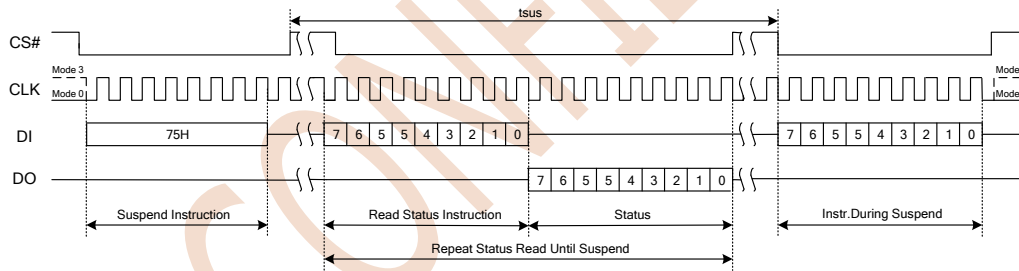 tsus
CS#
Mode 3
Mode
CLK
Mode 0
Mode
DI
75H
7 6 5 5 4 3 2 1 0
7 6 5 5 4 3 2 1 0
DO
7 6 5 5 4 3 2 1 0
Suspend Instruction
Read Status Instruction
Status
Instr.During Suspend
Repeat Status Read Until Suspend